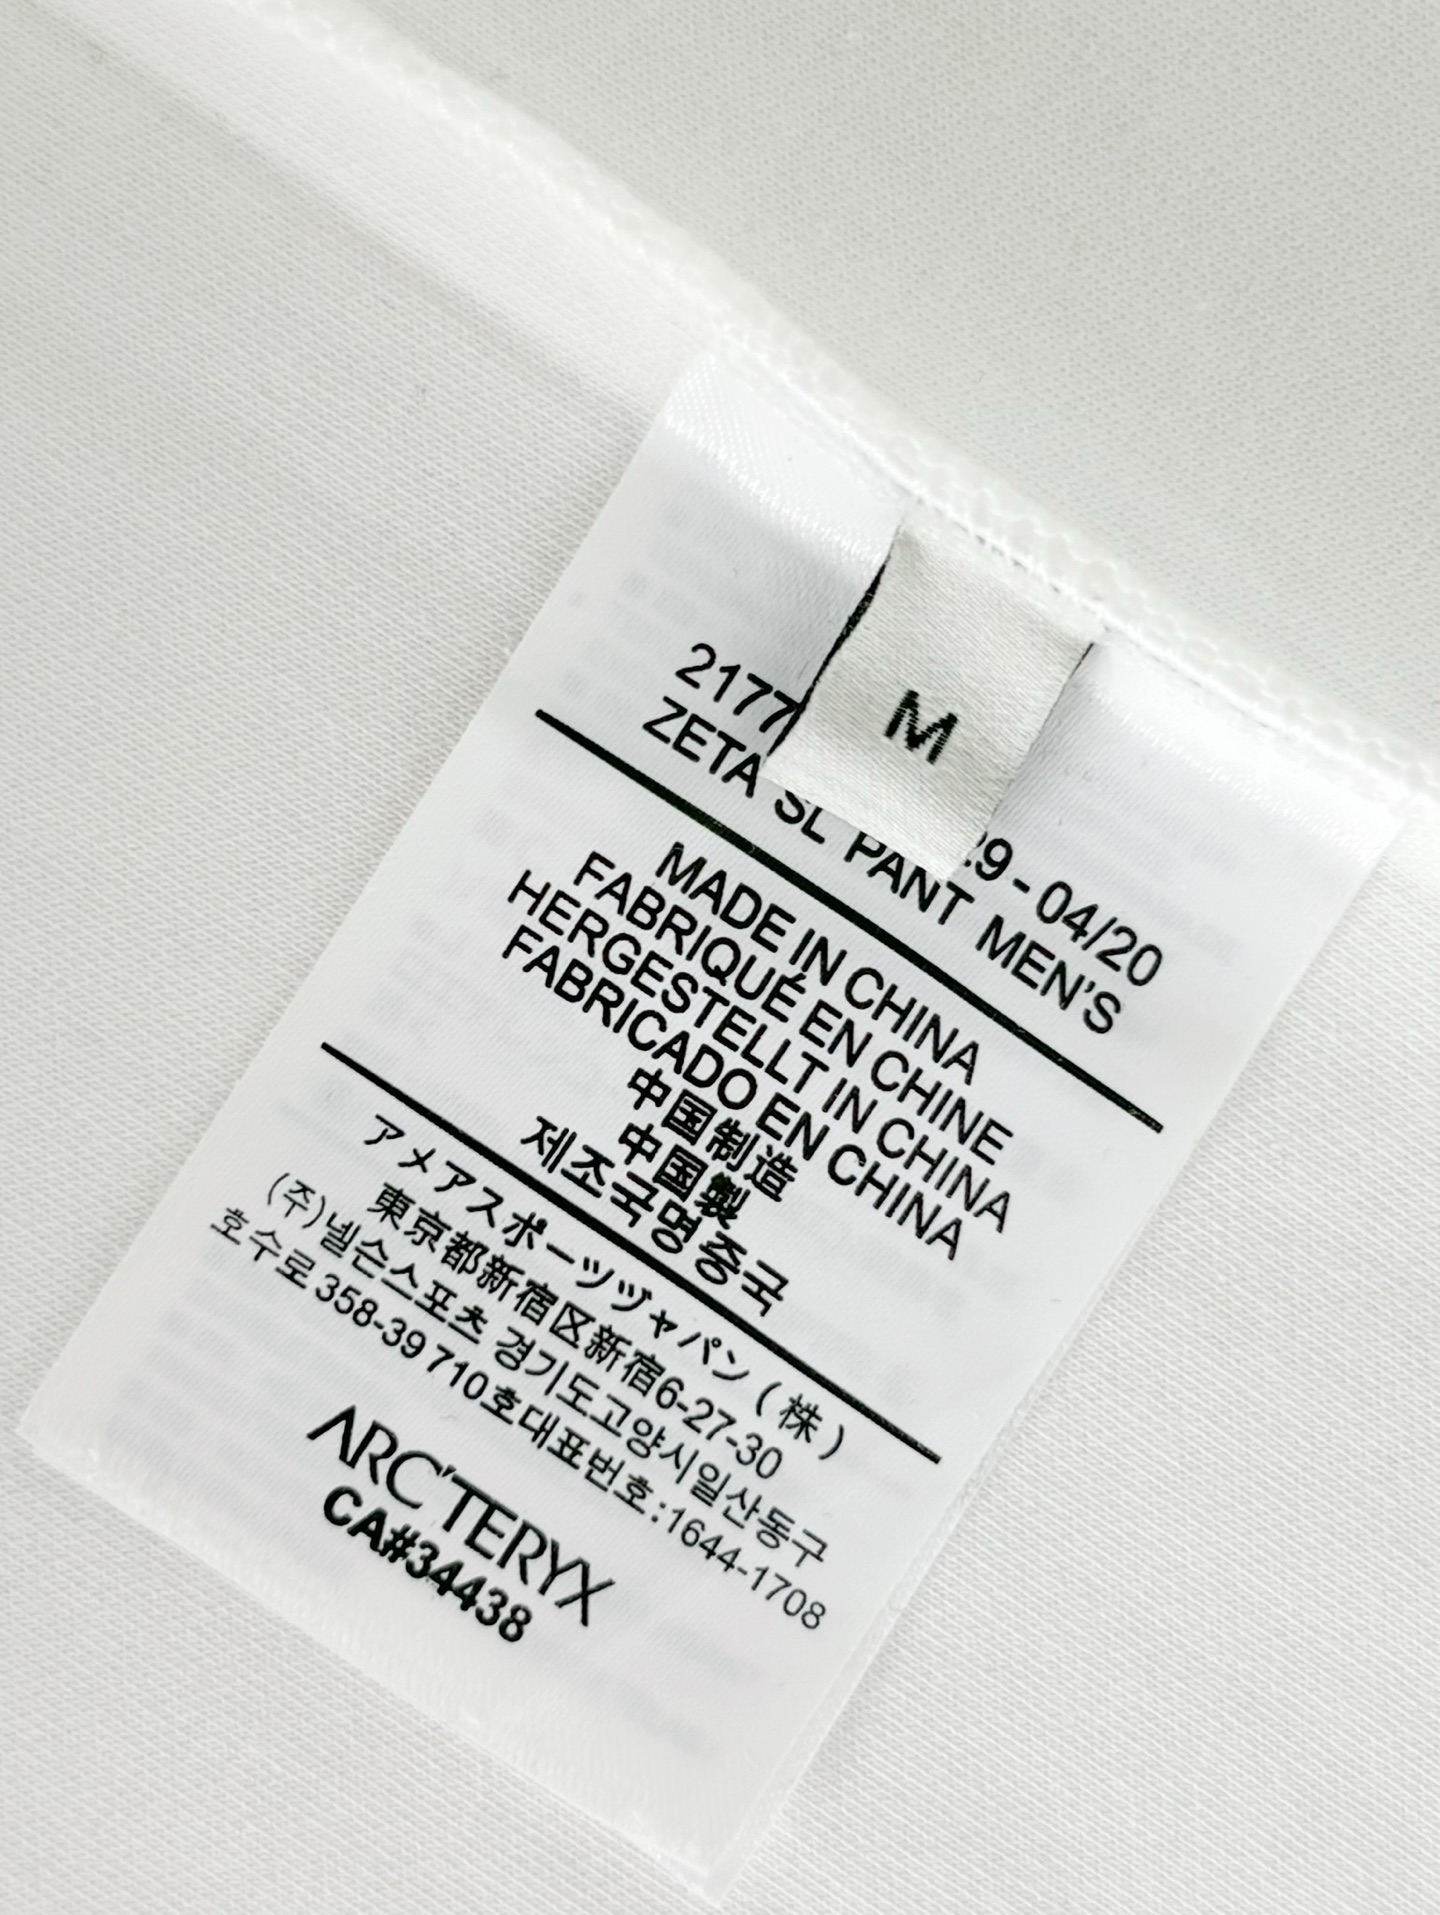 M
2177 29 - 04/20
ZETA SL PANT MEN'S
MADE IN CHINA
FABRIQUÉ EN CHINE
HERGESTELLT IN CHINA
FABRICADO EN CHINA
中国制造
中国製
제조국명중국
アメアスポーツヅャパン(株)
東京都新宿区新宿6-27-30
(주)넬슨스포츠 경기도고양시일산동구
호수로358-39 710호대표번호:1644-1708
ARC'TERYX
CA#34438